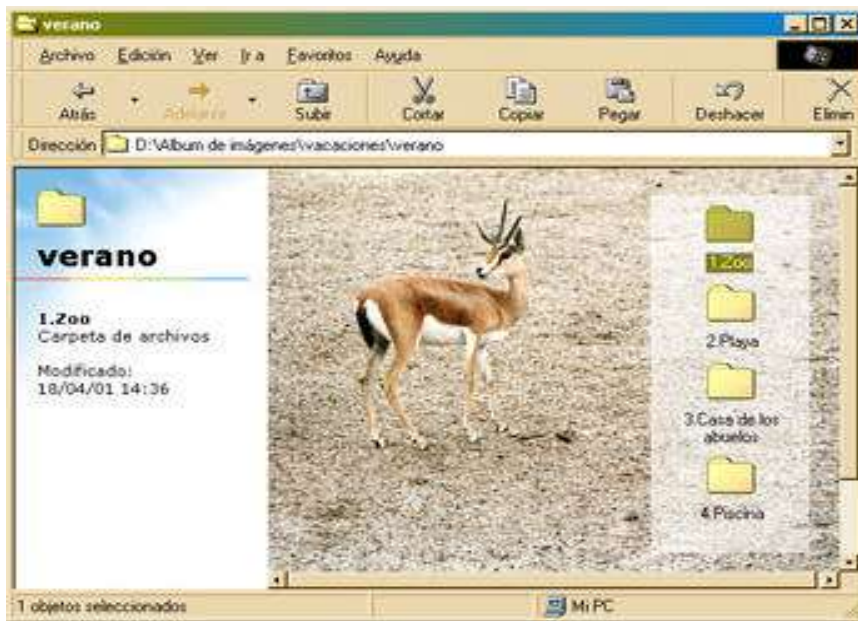 verano
Archivo Edición Ver Ir a Favoritos Ayuda
Atrás Adelante Subir Cortar Copiar Pegar Deshacer Elimin
Dirección D:\Album de imágenes\vacaciones\verano
verano
1.Zoo
Carpeta de archivos
Modificado:
18/04/01 14:36
1.Zoo
2.Playa
3.Casa de los
abuelos
4.Piscina
1 objetos seleccionados Mi PC